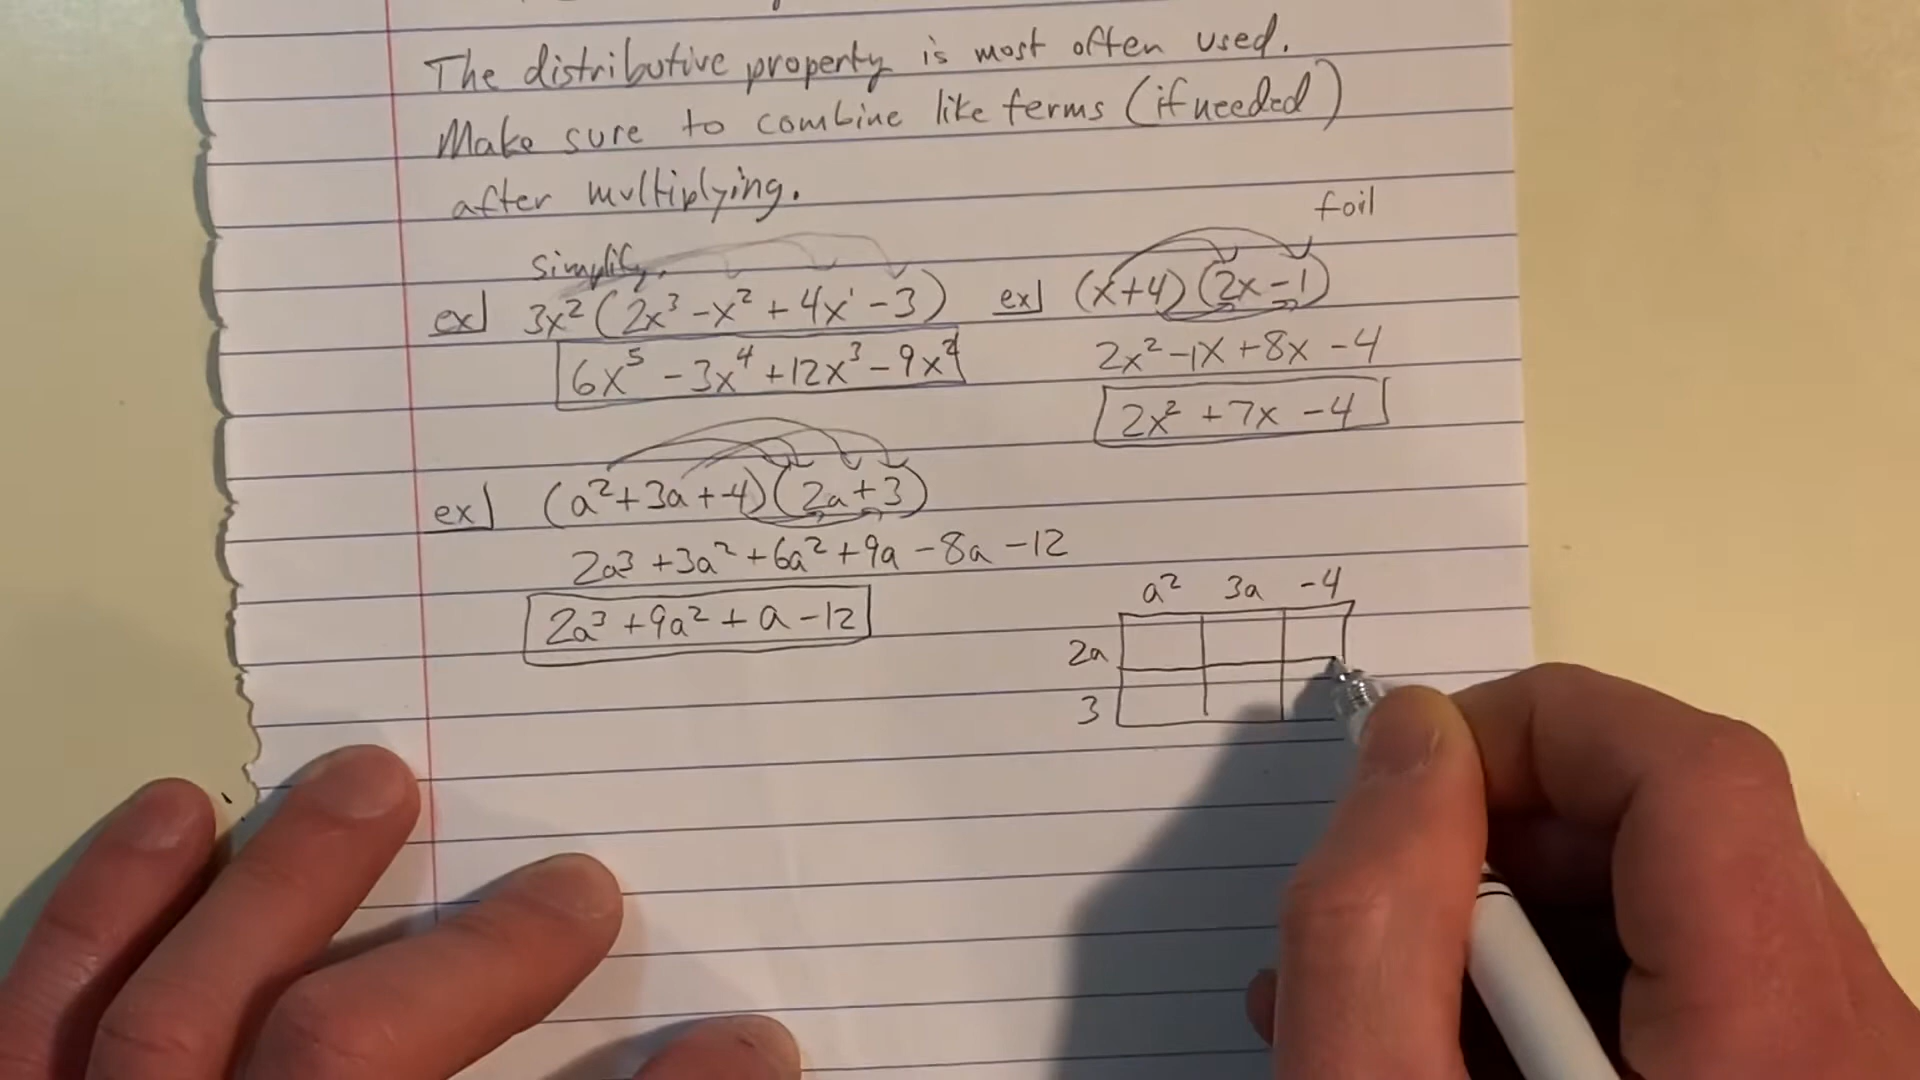 The distributive property is most often used.
Make sure to combine like terms (if needed)
after multiplying.
foil
simplify.
ex] 3x²(2x³ - x² + 4x¹ - 3)
6x⁵ - 3x⁴ + 12x³ - 9x²
ex] (x+4)(2x-1)
2x² - 1x + 8x - 4
2x² + 7x - 4
ex] (a² + 3a + -4)(2a + 3)
2a³ + 3a² + 6a² + 9a - 8a - 12
2a³ + 9a² + a - 12
a² 3a -4
2a
3